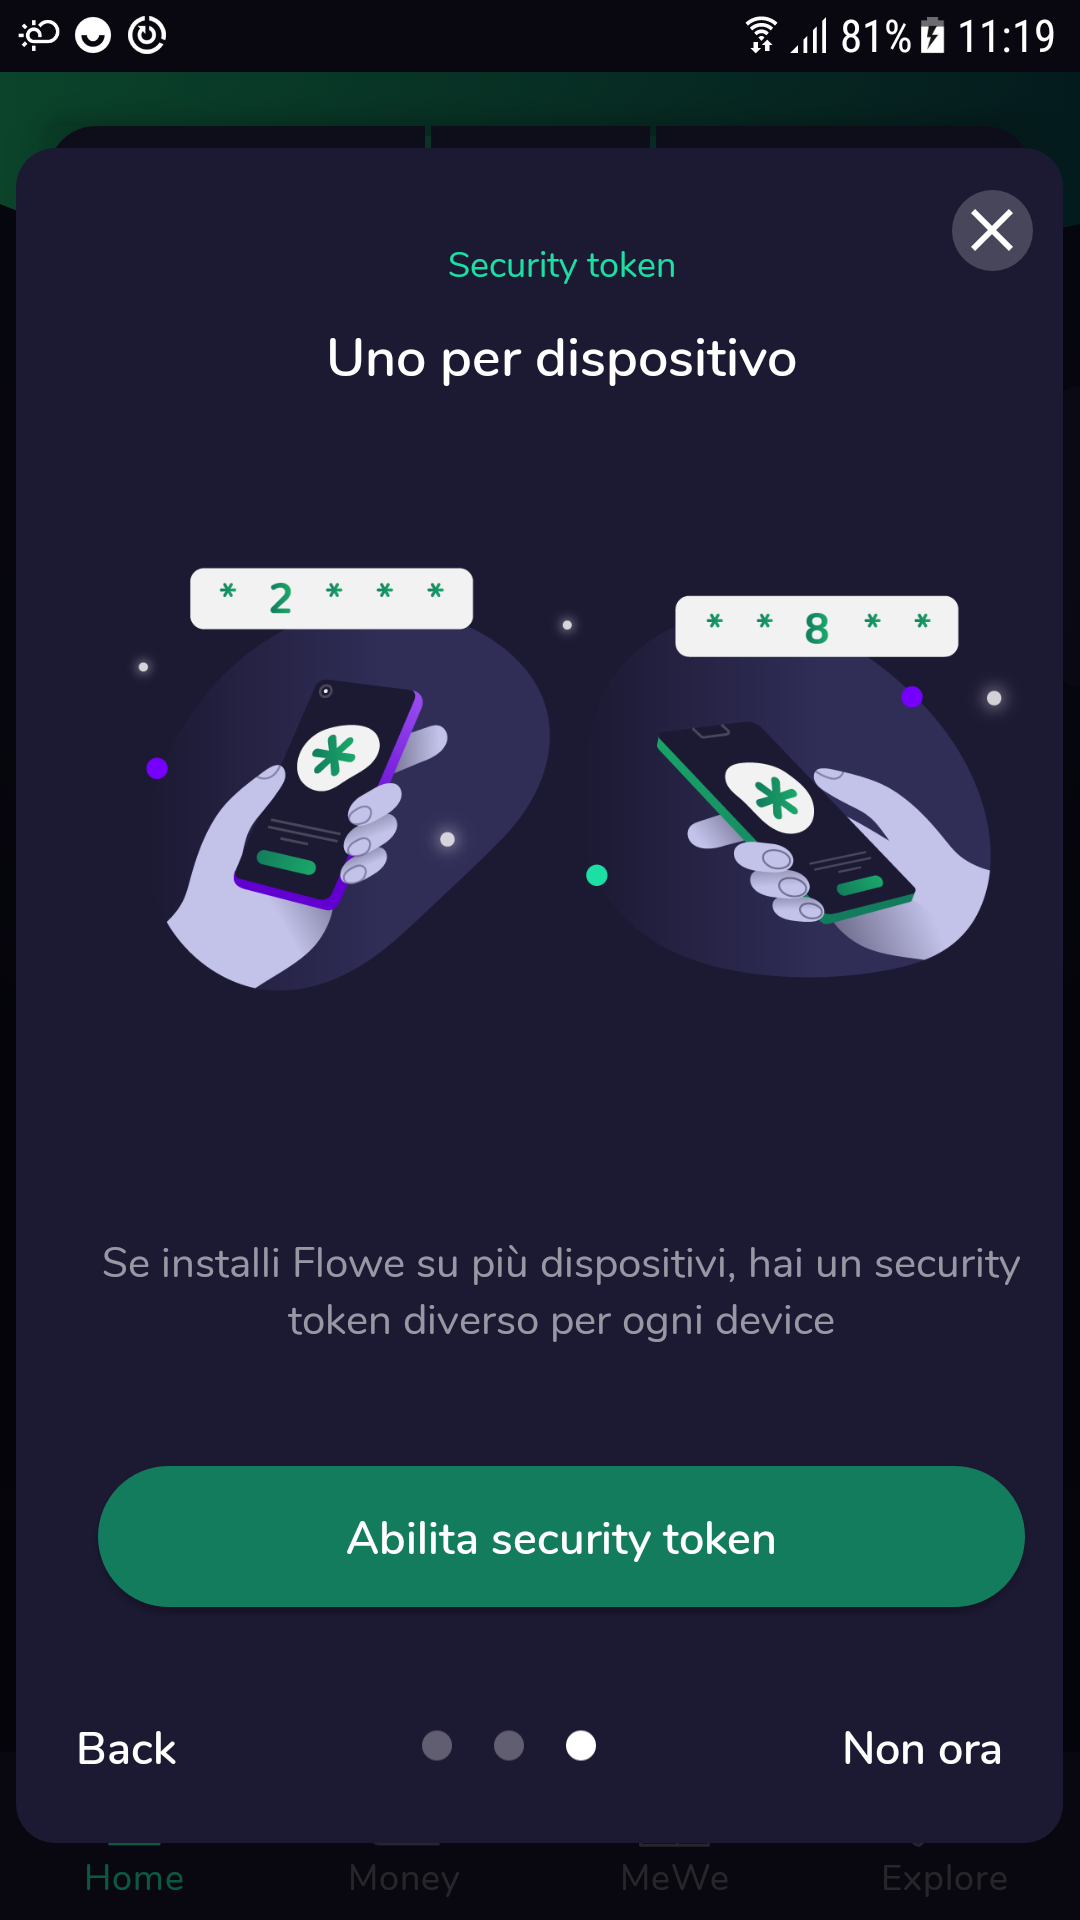 81% 11:19
Security token
Uno per dispositivo
* 2 * * *
* * 8 * *
Se installi Flowe su più dispositivi, hai un security
token diverso per ogni device
Abilita security token
Back Non ora
Home Money MeWe Explore